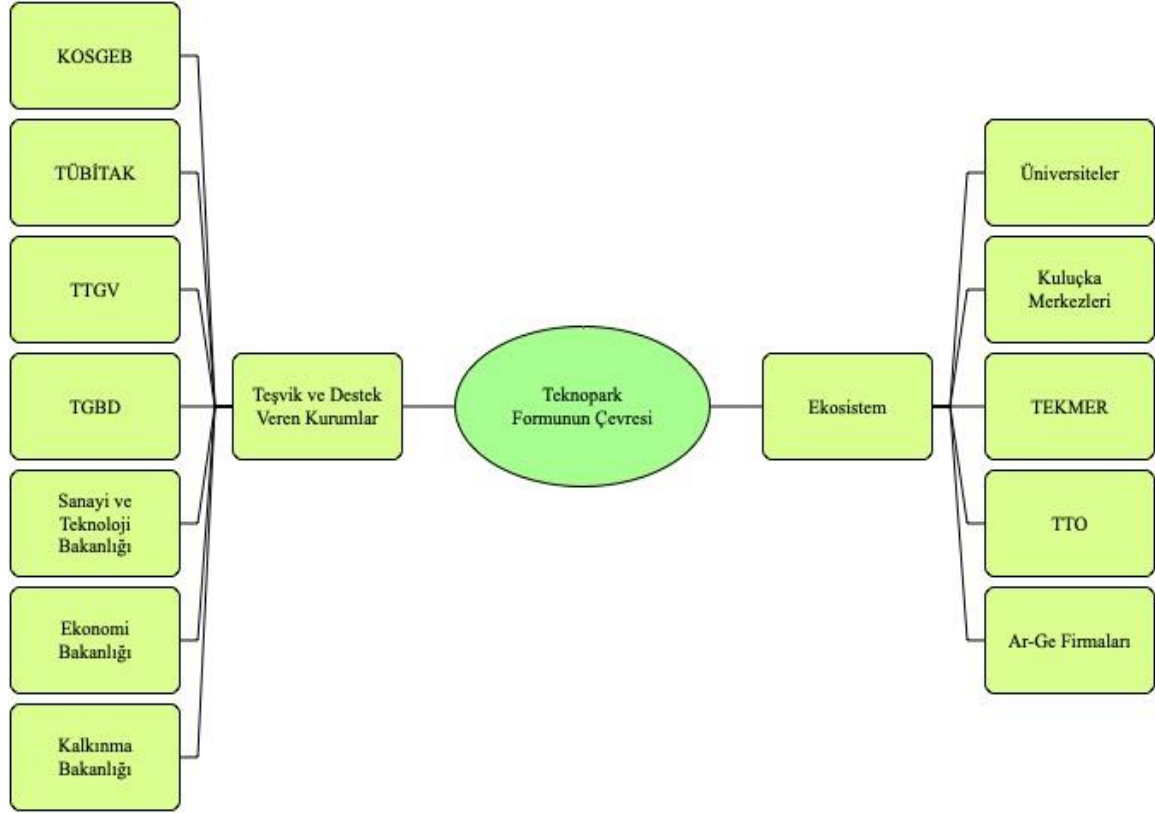 KOSGEB
TÜBİTAK
TTGV
TGBD
Sanayi ve
Teknoloji
Bakanlığı
Ekonomi
Bakanlığı
Kalkınma
Bakanlığı
Teşvik ve Destek
Veren Kurumlar
Teknopark
Formunun Çevresi
Ekosistem
Üniversiteler
Kuluçka
Merkezleri
TEKMER
TTO
Ar-Ge Firmaları